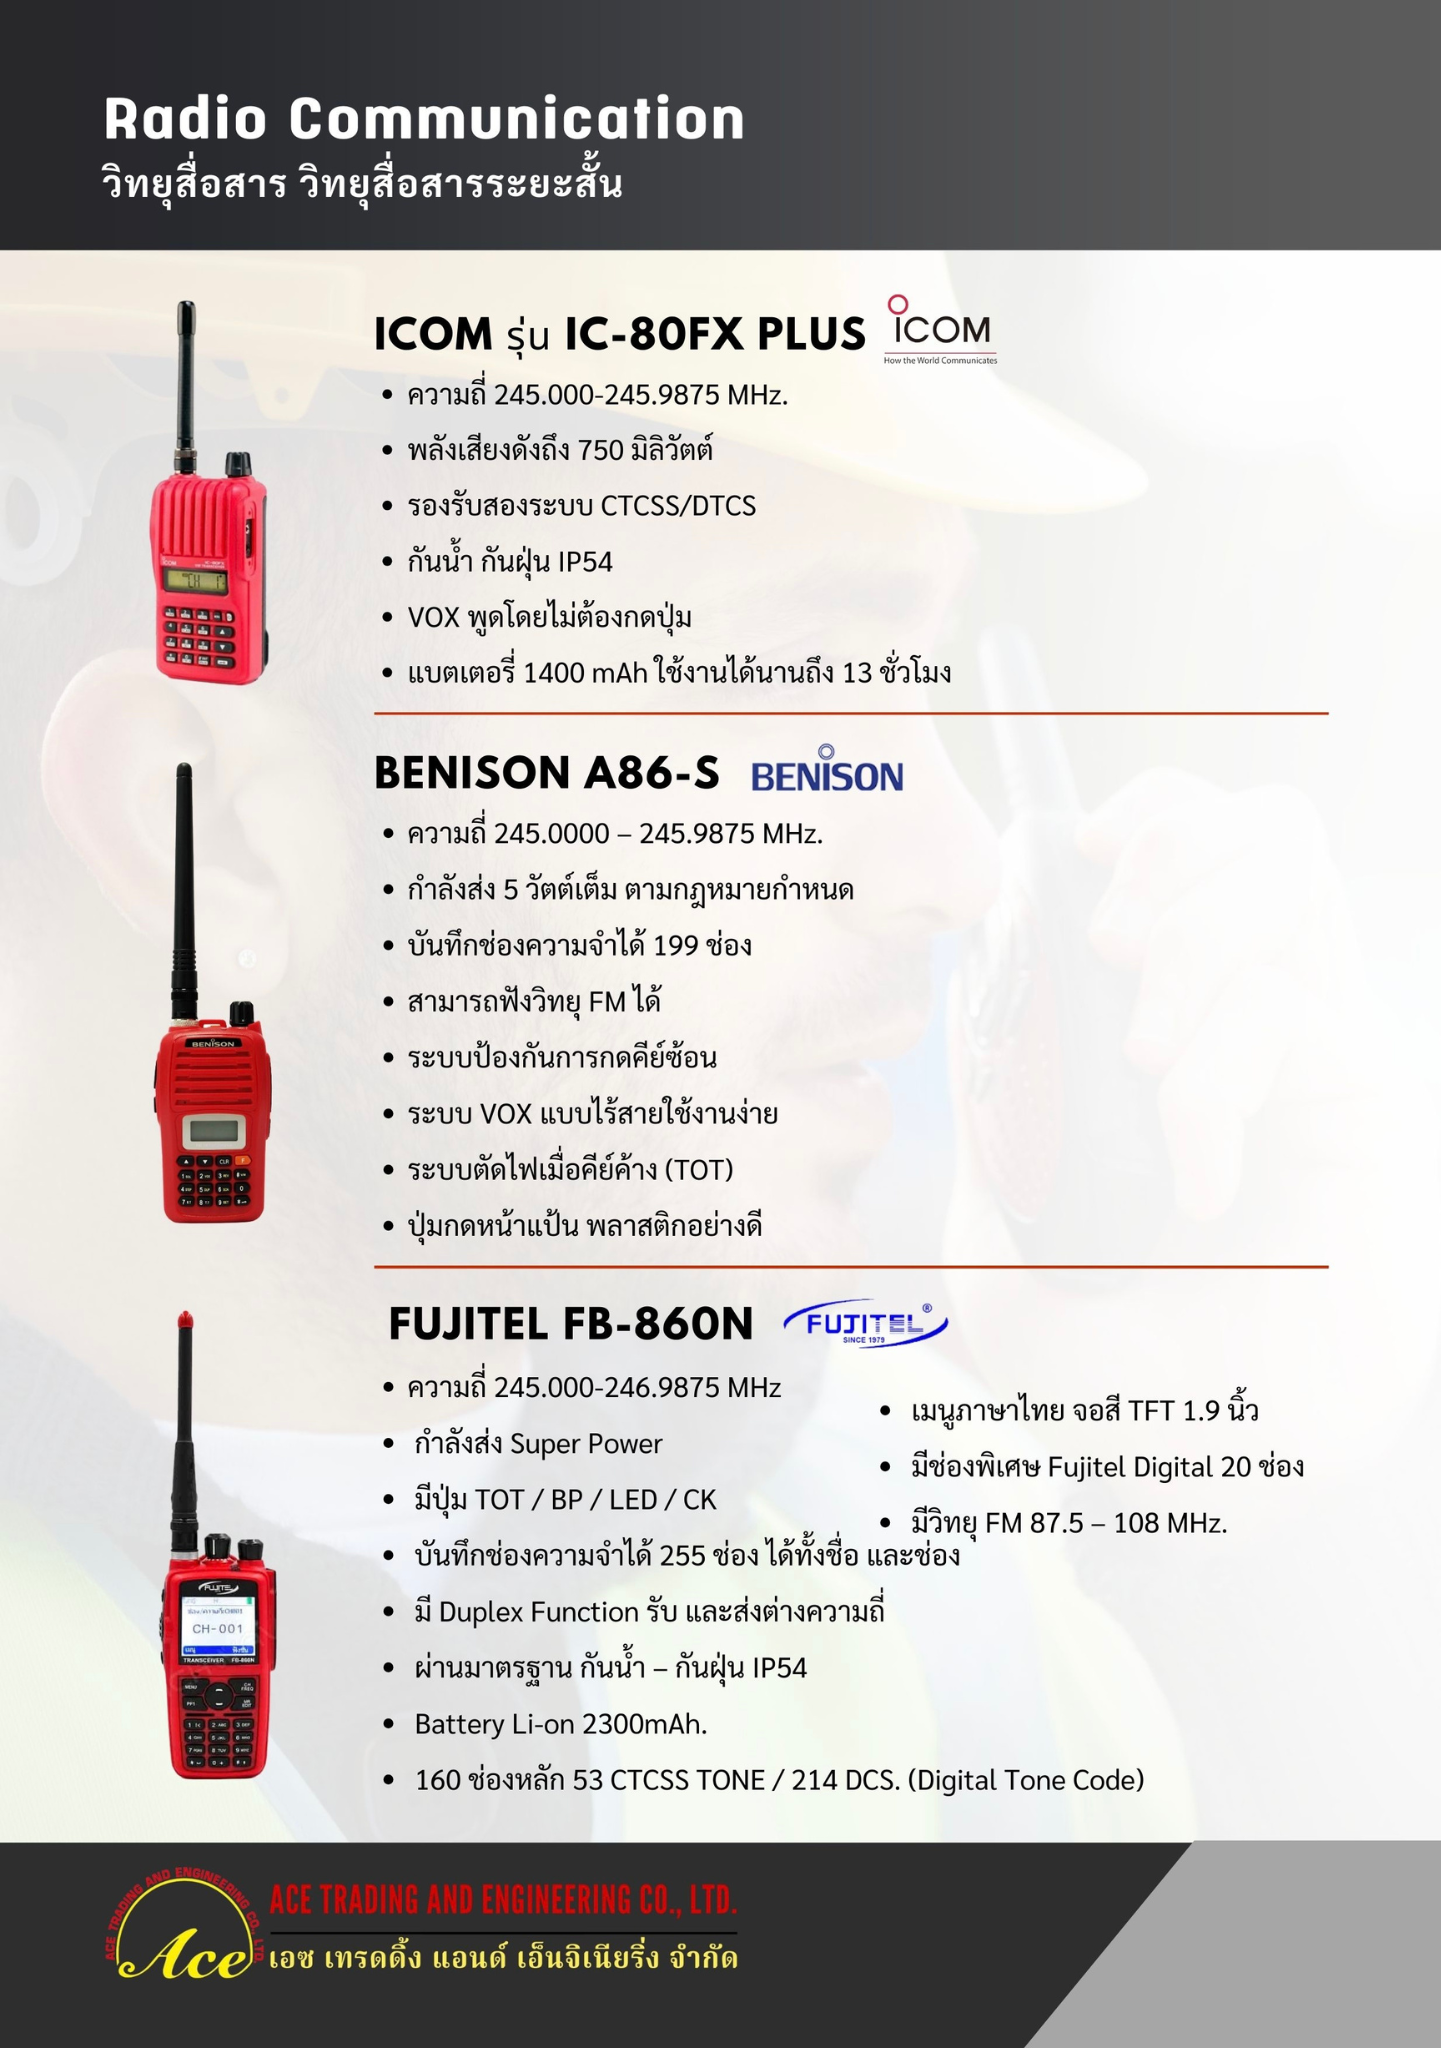 Radio Communication
วิทยุสื่อสาร วิทยุสื่อสารระยะสั้น
ICOM รุ่น IC-80FX PLUS
ICOM
How the World Communicates
• ความถี่ 245.000-245.9875 MHz.
• พลังเสียงดังถึง 750 มิลิวัตต์
• รองรับสองระบบ CTCSS/DTCS
• กันน้ำ กันฝุ่น IP54
• VOX พูดโดยไม่ต้องกดปุ่ม
• แบตเตอรี่ 1400 mAh ใช้งานได้นานถึง 13 ชั่วโมง
BENISON A86-S
BENISON
• ความถี่ 245.0000 – 245.9875 MHz.
• กำลังส่ง 5 วัตต์เต็ม ตามกฎหมายกำหนด
• บันทึกช่องความจำได้ 199 ช่อง
• สามารถฟังวิทยุ FM ได้
• ระบบป้องกันการกดคีย์ซ้อน
• ระบบ VOX แบบไร้สายใช้งานง่าย
• ระบบตัดไฟเมื่อคีย์ค้าง (TOT)
• ปุ่มกดหน้าแป้น พลาสติกอย่างดี
BENISON
FUJITEL FB-860N
FUJITEL®
SINCE 1979
• ความถี่ 245.000-246.9875 MHz
• กำลังส่ง Super Power
• มีปุ่ม TOT / BP / LED / CK
• บันทึกช่องความจำได้ 255 ช่อง ได้ทั้งชื่อ และช่อง
• มี Duplex Function รับ และส่งต่างความถี่
• ผ่านมาตรฐาน กันน้ำ – กันฝุ่น IP54
• Battery Li-on 2300mAh.
• 160 ช่องหลัก 53 CTCSS TONE / 214 DCS. (Digital Tone Code)
• เมนูภาษาไทย จอสี TFT 1.9 นิ้ว
• มีช่องพิเศษ Fujitel Digital 20 ช่อง
• มีวิทยุ FM 87.5 – 108 MHz.
FUJITEL
CH-001
TRANSCEIVER FB-860N
ACE TRADING AND ENGINEERING CO., LTD.
Ace
ACE TRADING AND ENGINEERING CO., LTD.
เอซ เทรดดิ้ง แอนด์ เอ็นจิเนียริ่ง จำกัด